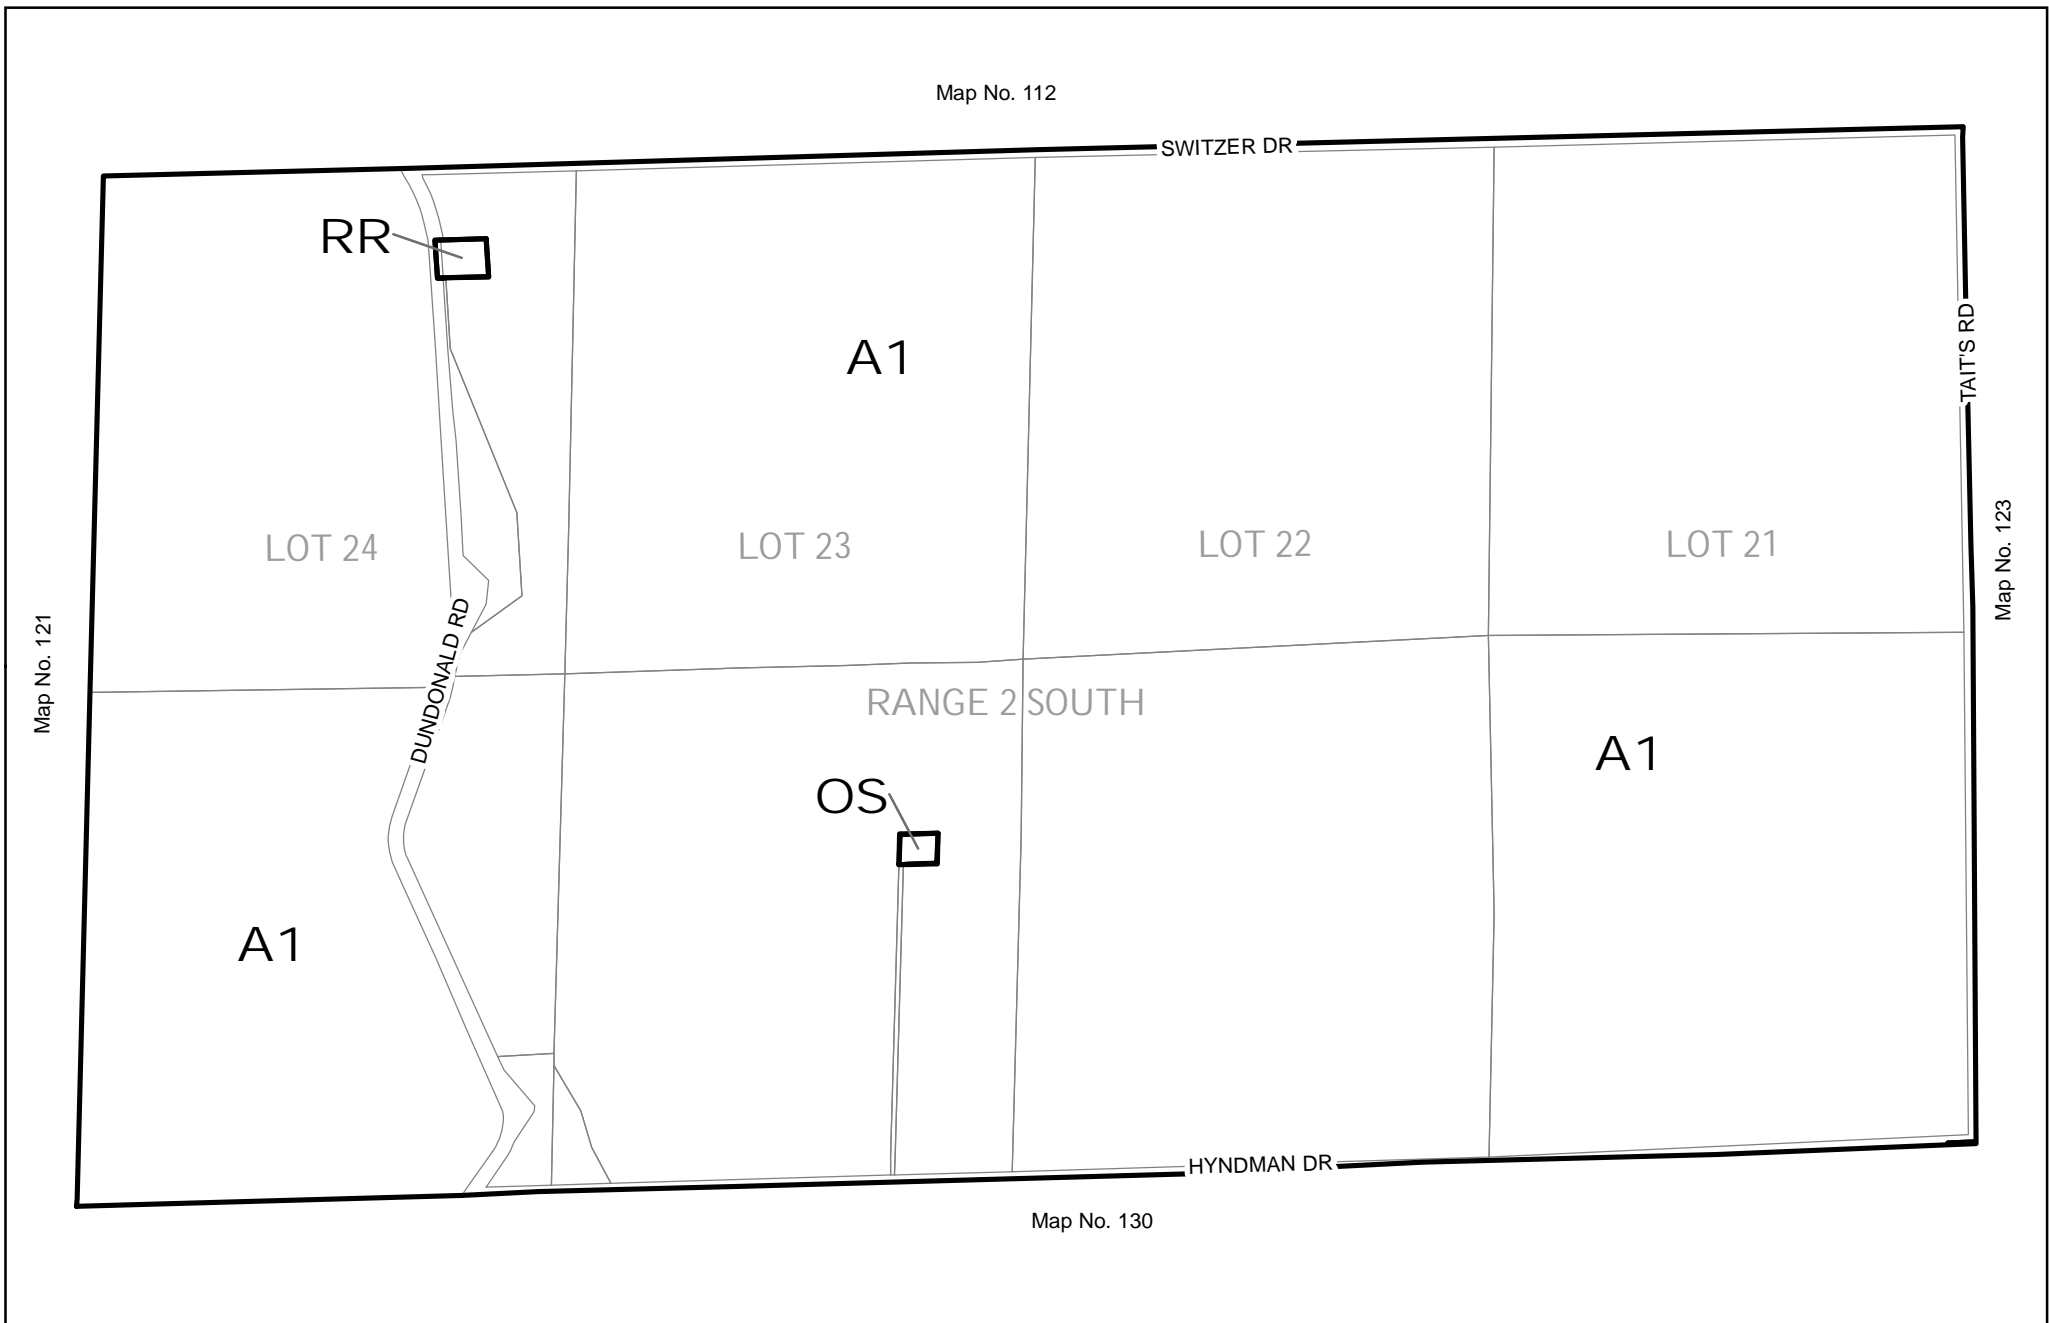 Map No. 112
SWITZER DR
RR
TAIT'S RD
A1
LOT 24
LOT 23
LOT 22
LOT 21
Map No. 123
Map No. 121
DUNDONALD RD
RANGE 2 SOUTH
A1
OS
A1
HYNDMAN DR
Map No. 130